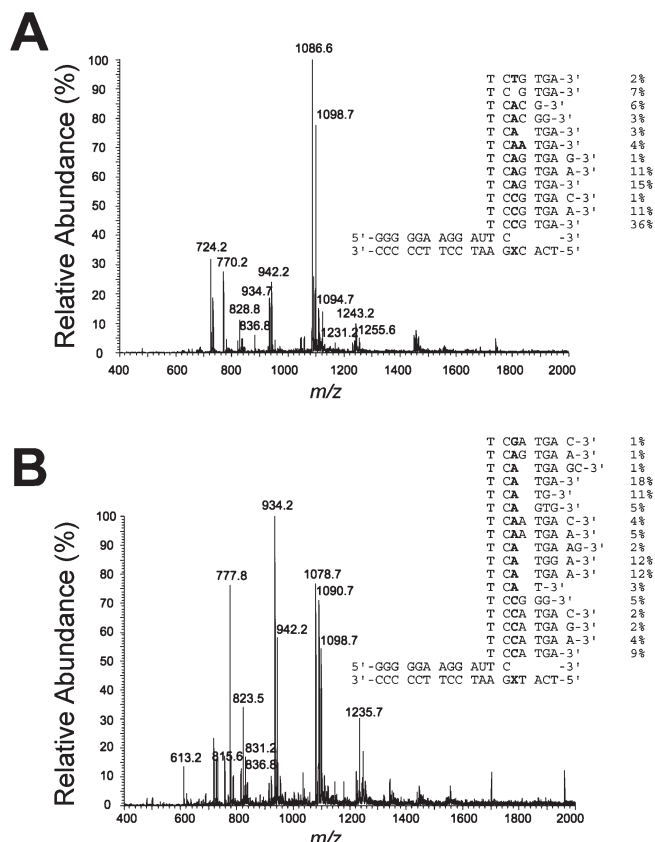 A
Relative Abundance (%)
100
90
80
70
60
50
40
30
20
10
0
1086.6
1098.7
724.2
770.2
942.2
934.7
828.8
836.8
1094.7
1243.2
1231.2
1255.6
400 600 800 1000 1200 1400 1600 1800 2000
m/z
T CTG TGA-3' 2%
T C G TGA-3' 7%
T CAC G-3' 6%
T CAC GG-3' 3%
T CA TGA-3' 3%
T CAA TGA-3' 4%
T CAG TGA G-3' 1%
T CAG TGA A-3' 11%
T CAG TGA-3' 15%
T CCG TGA C-3' 1%
T CCG TGA A-3' 11%
T CCG TGA-3' 36%
5'-GGG GGA AGG AUT C -3'
3'-CCC CCT TCC TAA GXC ACT-5'
B
Relative Abundance (%)
100
90
80
70
60
50
40
30
20
10
0
934.2
777.8
1078.7
1090.7
942.2
1098.7
823.5
1235.7
613.2
815.6
831.2
836.8
400 600 800 1000 1200 1400 1600 1800 2000
m/z
T CGA TGA C-3' 1%
T CAG TGA A-3' 1%
T CA TGA GC-3' 1%
T CA TGA-3' 18%
T CA TG-3' 11%
T CA GTG-3' 5%
T CAA TGA C-3' 4%
T CAA TGA A-3' 5%
T CA TGA AG-3' 2%
T CA TGG A-3' 12%
T CA TGA A-3' 12%
T CA T-3' 3%
T CCG GG-3' 5%
T CCA TGA C-3' 2%
T CCA TGA G-3' 2%
T CCA TGA A-3' 4%
T CCA TGA-3' 9%
5'-GGG GGA AGG AUT C -3'
3'-CCC CCT TCC TAA GXT ACT-5'